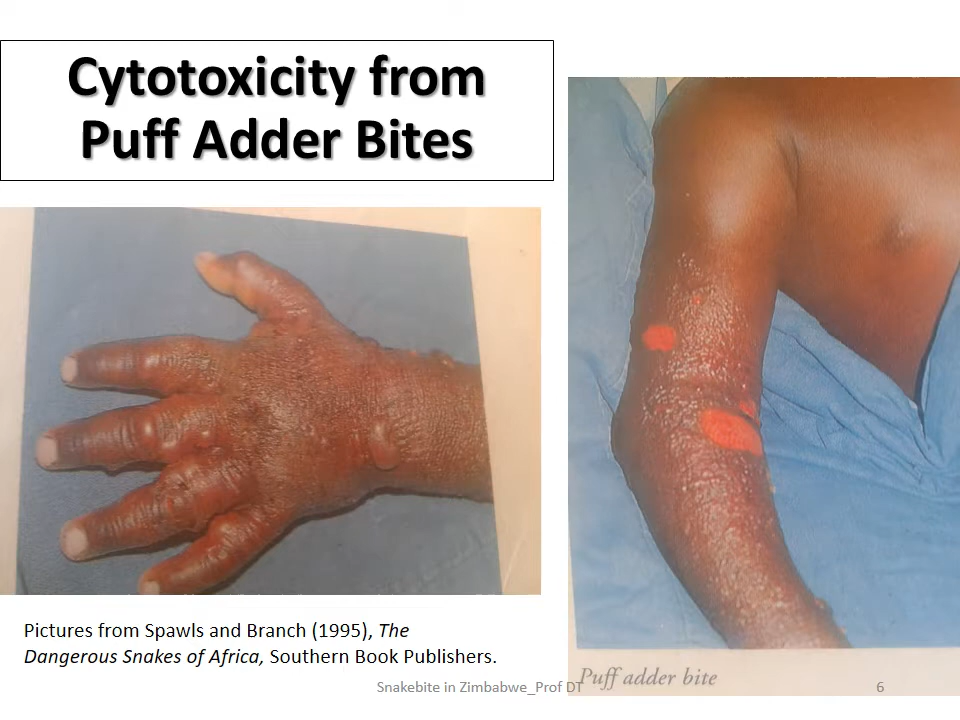 Cytotoxicity from
Puff Adder Bites
Pictures from Spawls and Branch (1995), The
Dangerous Snakes of Africa, Southern Book Publishers.
Puff adder bite
Snakebite in Zimbabwe_Prof DT
6